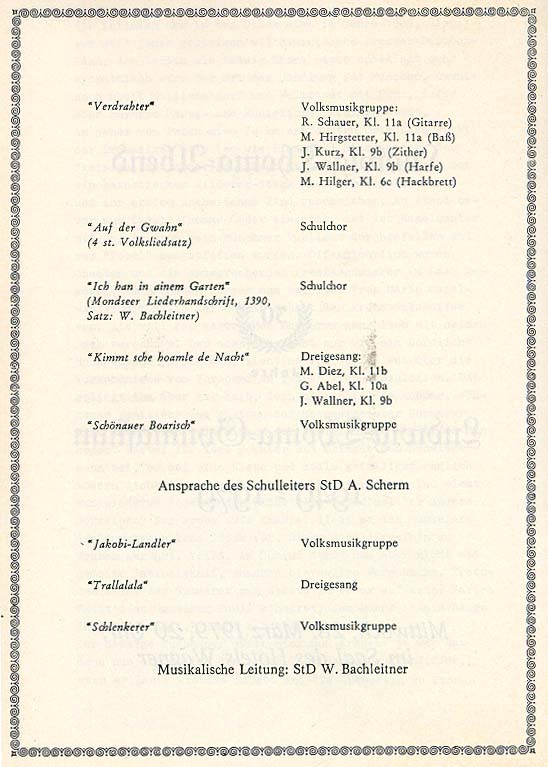 "Verdrahter" Volksmusikgruppe:
R. Schauer, Kl. 11a (Gitarre)
M. Hirgstetter, Kl. 11a (Baß)
J. Kurz, Kl. 9b (Zither)
J. Wallner, Kl. 9b (Harfe)
M. Hilger, Kl. 6c (Hackbrett)
"Auf der Gwahn" Schulchor
(4 st. Volksliedsatz)
"Ich han in ainem Garten" Schulchor
(Mondseer Liederhandschrift, 1390,
Satz: W. Bachleitner)
"Kimmt sche hoamle de Nacht" Dreigesang:
M. Diez, Kl. 11b
G. Abel, Kl. 10a
J. Wallner, Kl. 9b
"Schönauer Boarisch" Volksmusikgruppe
Ansprache des Schulleiters StD A. Scherm
"Jakobi-Landler" Volksmusikgruppe
"Trallalala" Dreigesang
"Schlenkerer" Volksmusikgruppe
Musikalische Leitung: StD W. Bachleitner